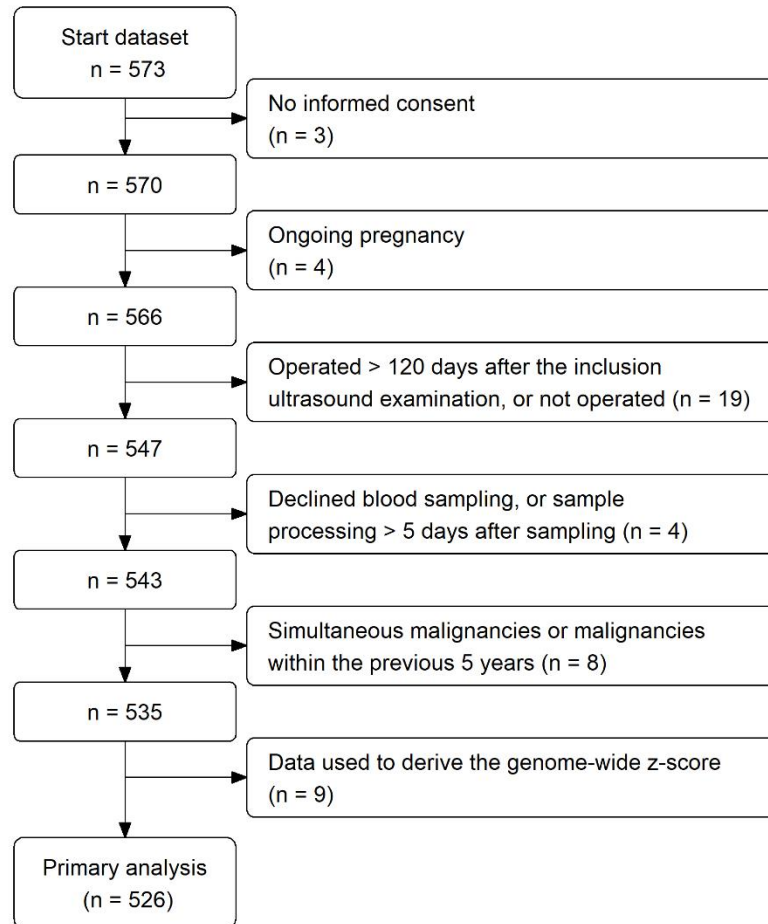 Start dataset
n = 573
No informed consent
(n = 3)
n = 570
Ongoing pregnancy
(n = 4)
n = 566
Operated > 120 days after the inclusion
ultrasound examination, or not operated (n = 19)
n = 547
Declined blood sampling, or sample
processing > 5 days after sampling (n = 4)
n = 543
Simultaneous malignancies or malignancies
within the previous 5 years (n = 8)
n = 535
Data used to derive the genome-wide z-score
(n = 9)
Primary analysis
(n = 526)